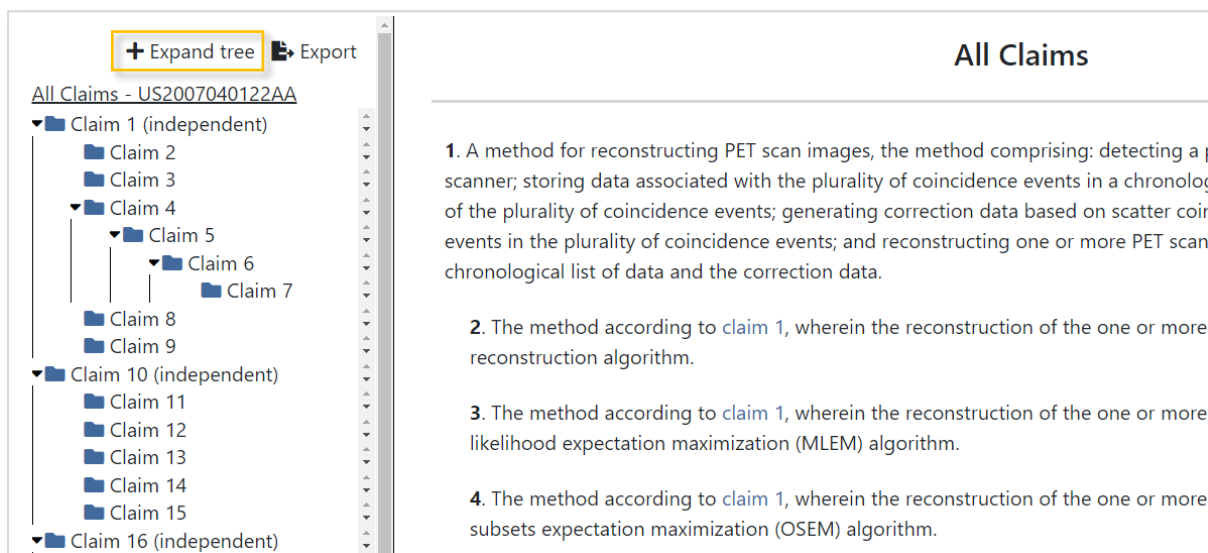 Expand tree Export
All Claims - US2007040122AA
Claim 1 (independent)
Claim 2
Claim 3
Claim 4
Claim 5
Claim 6
Claim 7
Claim 8
Claim 9
Claim 10 (independent)
Claim 11
Claim 12
Claim 13
Claim 14
Claim 15
Claim 16 (independent)
All Claims
1. A method for reconstructing PET scan images, the method comprising: detecting a
scanner; storing data associated with the plurality of coincidence events in a
of the plurality of coincidence events; generating correction data based on scatter
events in the plurality of coincidence events; and reconstructing one or more PET scan
chronological list of data and the correction data.
2. The method according to claim 1, wherein the reconstruction of the one or more
reconstruction algorithm.
3. The method according to claim 1, wherein the reconstruction of the one or more
likelihood expectation maximization (MLEM) algorithm.
4. The method according to claim 1, wherein the reconstruction of the one or more
subsets expectation maximization (OSEM) algorithm.